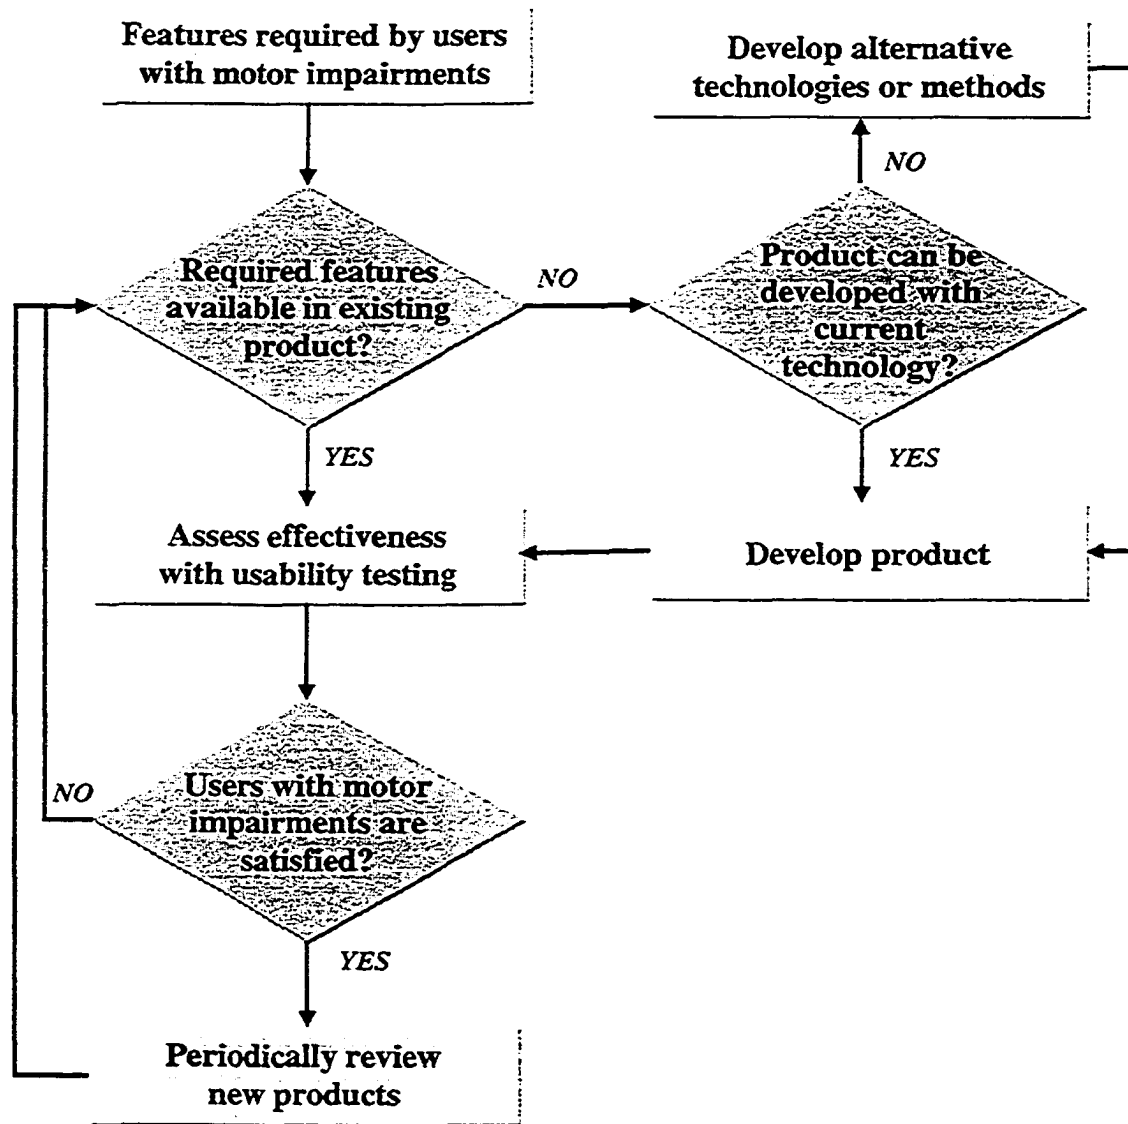 Features required by users
with motor impairments
Develop alternative
technologies or methods
NO
Required features
available in existing
product?
NO
Product can be
developed with
current
technology?
YES
YES
Assess effectiveness
with usability testing
Develop product
Users with motor
impairments are
satisfied?
NO
YES
Periodically review
new products